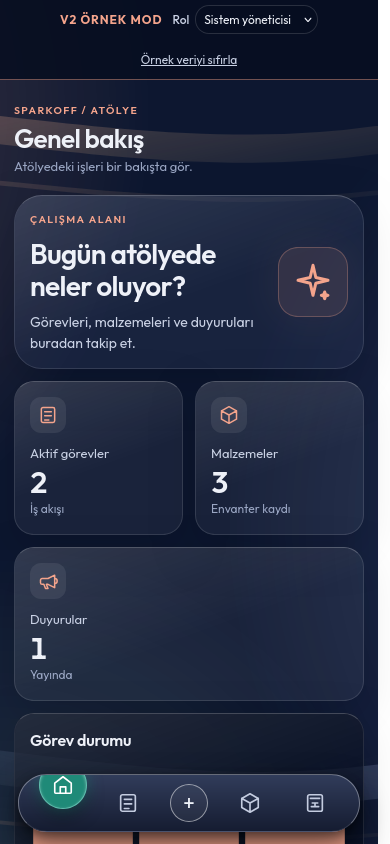 V2 ÖRNEK MOD Rol Sistem yöneticisi
Örnek veriyi sıfırla
SPARKOFF / ATÖLYE
Genel bakış
Atölyedeki işleri bir bakışta gör.
ÇALIŞMA ALANI
Bugün atölyede
neler oluyor?
Görevleri, malzemeleri ve duyuruları
buradan takip et.
Aktif görevler
2
İş akışı
Malzemeler
3
Envanter kaydı
Duyurular
1
Yayında
Görev durumu